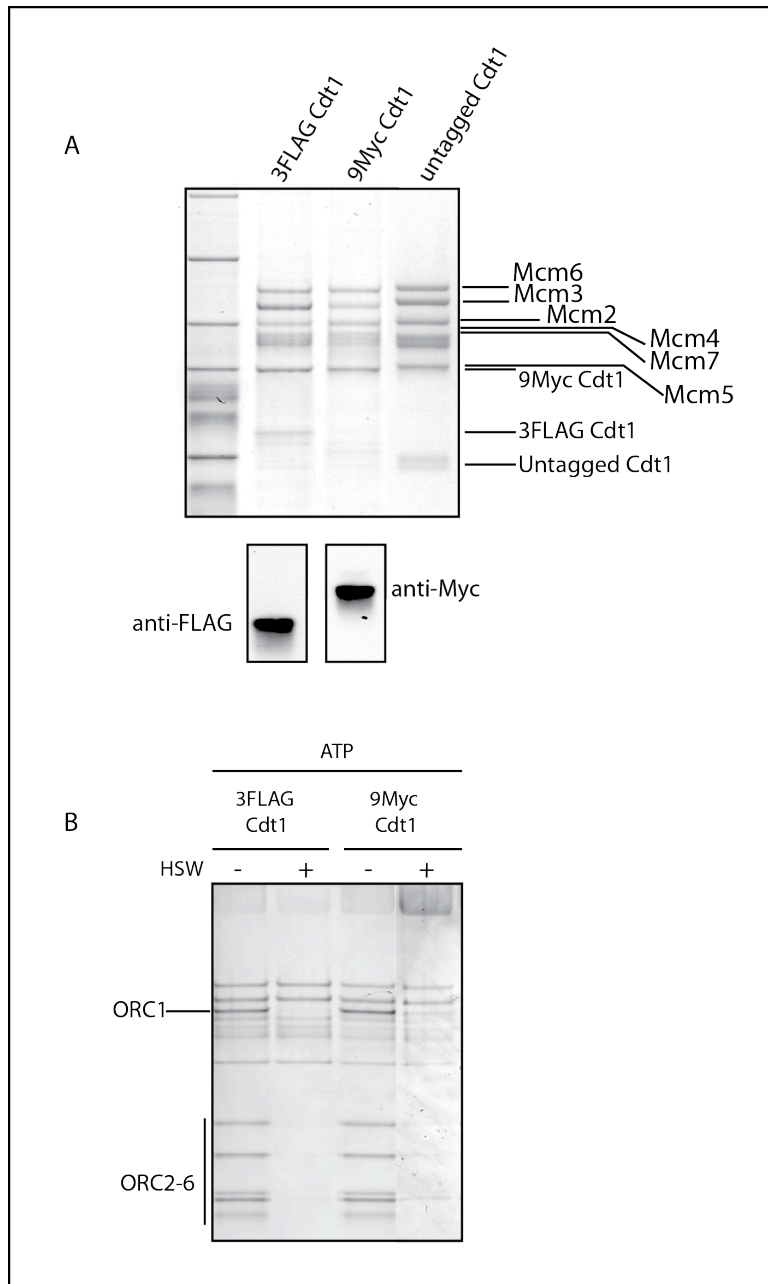 A
3FLAG Cdt1
9Myc Cdt1
untagged Cdt1
Mcm6
Mcm3
Mcm2
Mcm4
Mcm7
9Myc Cdt1
Mcm5
3FLAG Cdt1
Untagged Cdt1
anti-FLAG
anti-Myc
ATP
B
3FLAG
Cdt1
9Myc
Cdt1
HSW - + - +
ORC1
ORC2-6